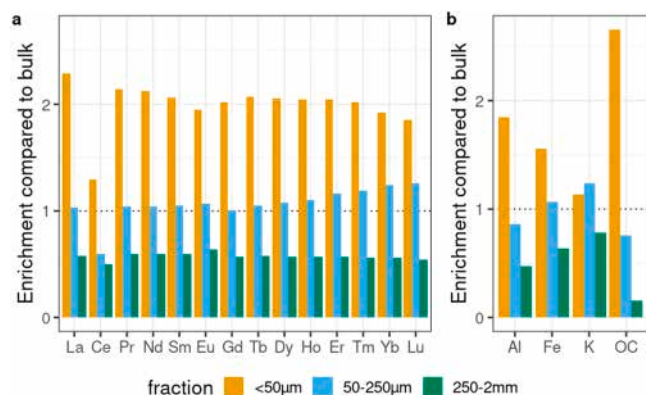 a
b
Enrichment compared to bulk
2
1
0
La Ce Pr Nd Sm Eu Gd Tb Dy Ho Er Tm Yb Lu
Enrichment compared to bulk
2
1
0
Al Fe K OC
fraction <50μm 50-250μm 250-2mm